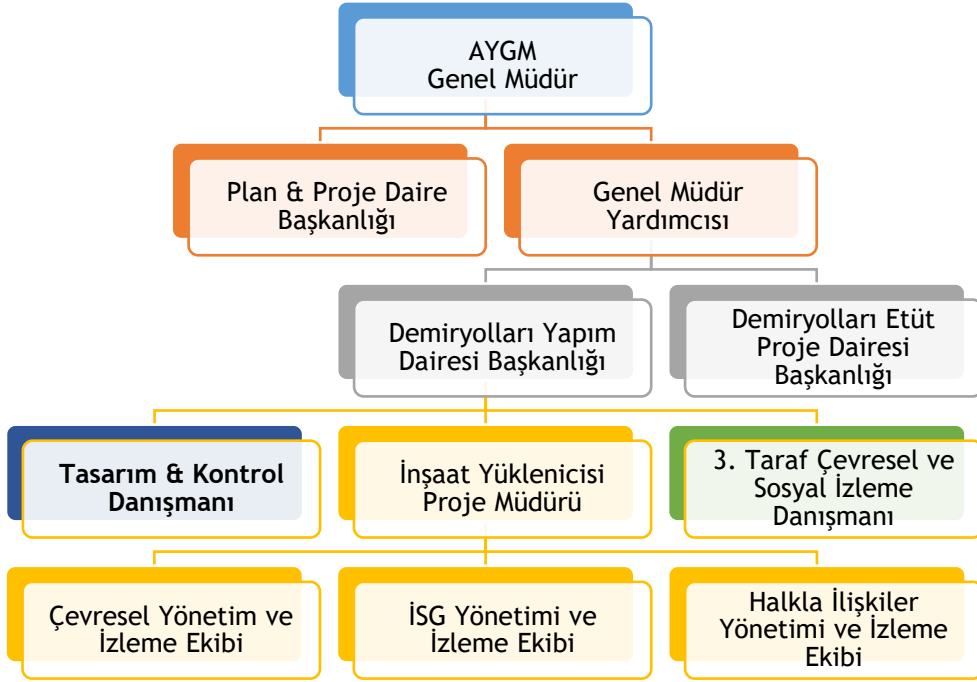 AYGM
Genel Müdür
Plan & Proje Daire
Başkanlığı
Genel Müdür
Yardımcısı
Demiryolları Yapım
Dairesi Başkanlığı
Demiryolları Etüt
Proje Dairesi
Başkanlığı
Tasarım & Kontrol
Danışmanı
İnşaat Yüklenicisi
Proje Müdürü
3. Taraf Çevresel ve
Sosyal İzleme
Danışmanı
Çevresel Yönetim ve
İzleme Ekibi
İSG Yönetimi ve
İzleme Ekibi
Halkla İlişkiler
Yönetimi ve İzleme
Ekibi